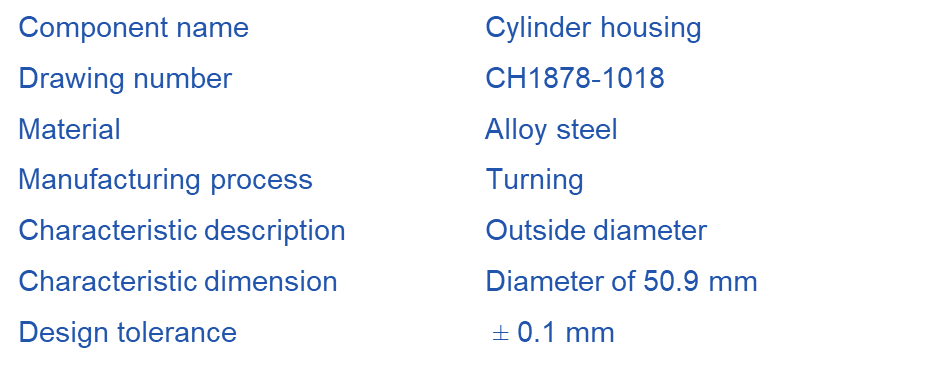 Component name Cylinder housing
Drawing number CH1878-1018
Material Alloy steel
Manufacturing process Turning
Characteristic description Outside diameter
Characteristic dimension Diameter of 50.9 mm
Design tolerance ± 0.1 mm